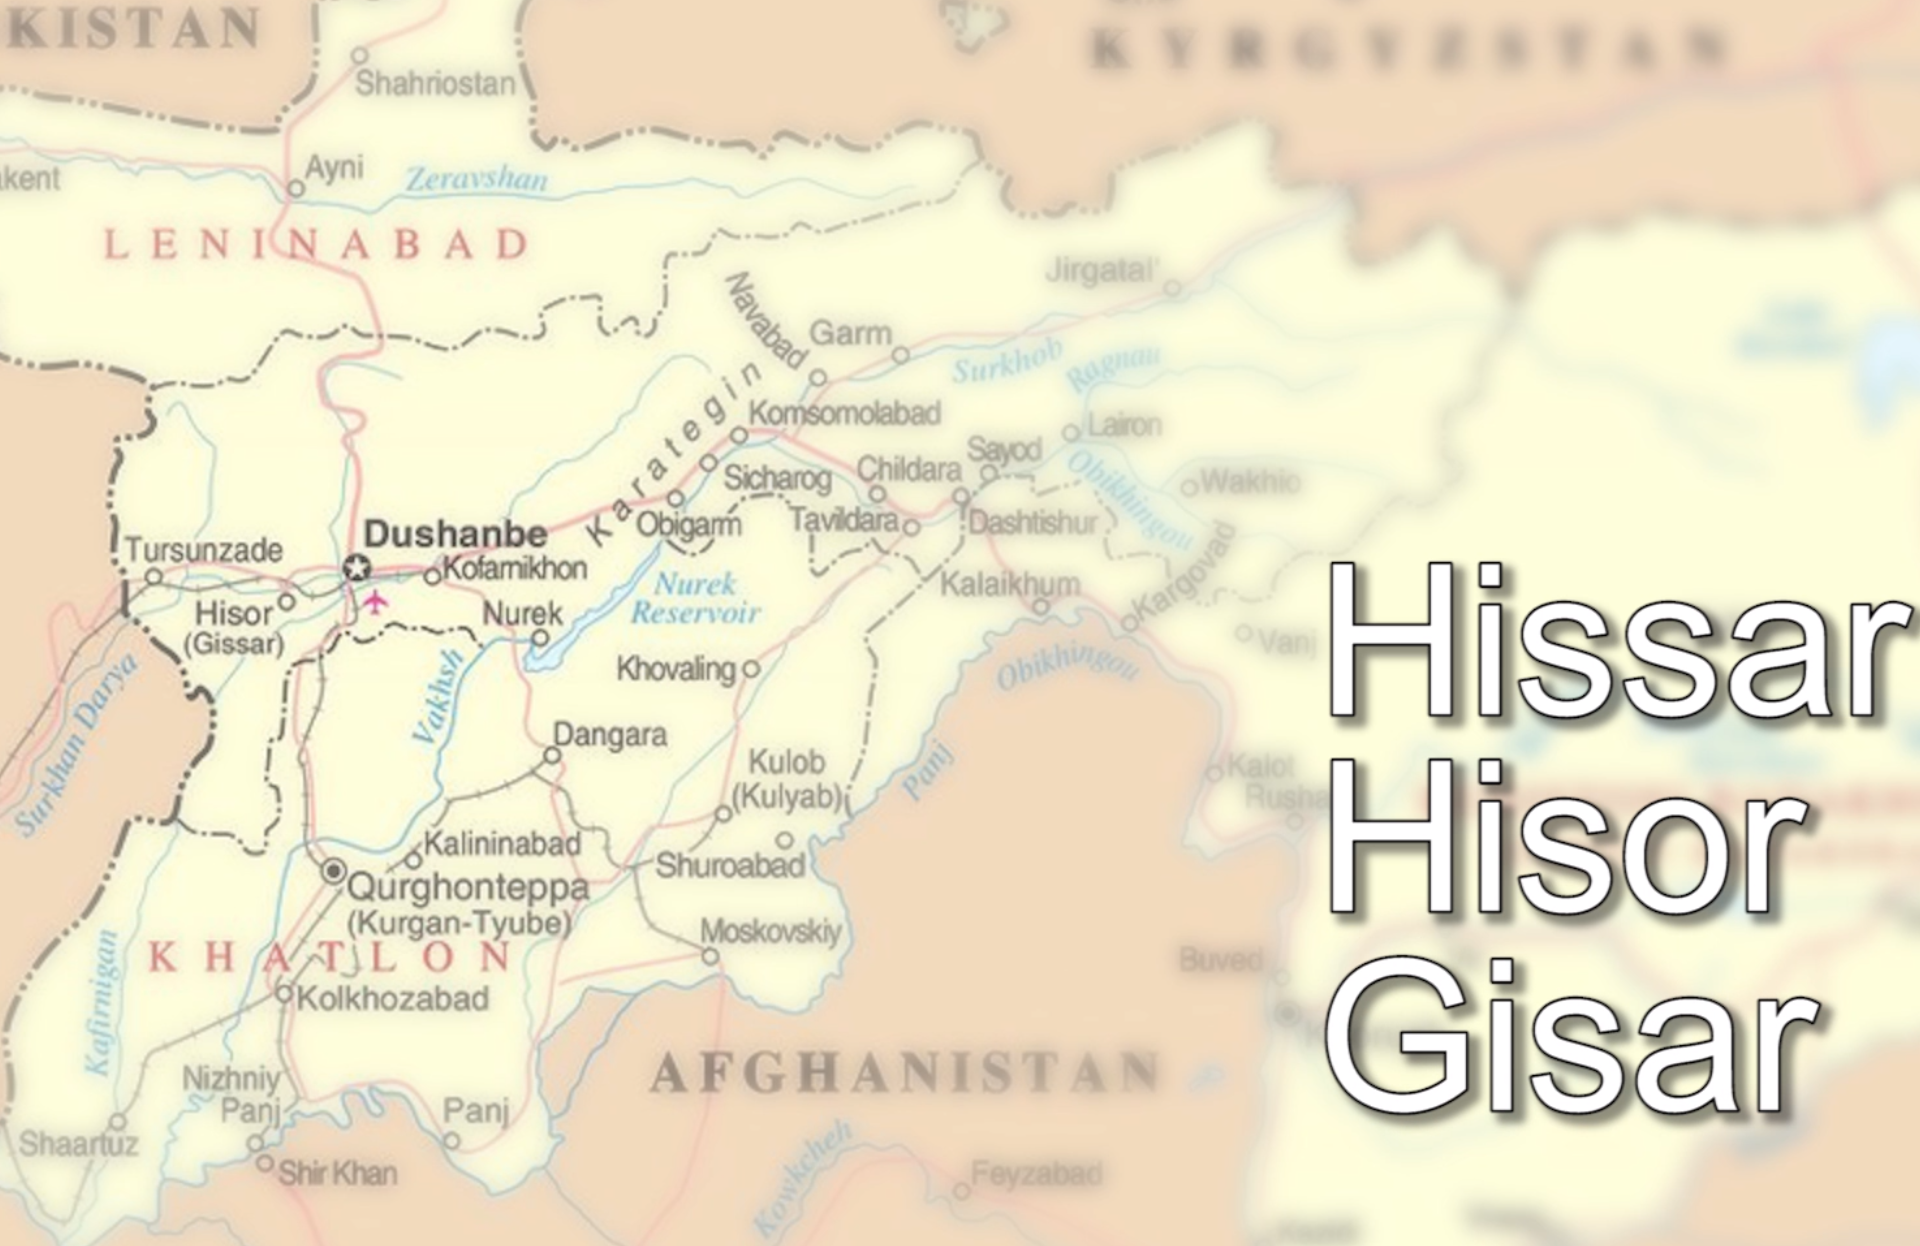 KISTAN
KYRGYZSTAN
Shahriostan
Ayni
Zeravshan
kent
LENINABAD
Jirgatal'
Navabad
Garm
Surkhob
Ragnau
Karategin
Komsomolabad
Lairon
Sayod
Sicharog
Childara
Obikhingou
Wakhio
Obigarm
Tavildara
Dashtishur
Dushanbe
Tursunzade
Kofarnikhon
Nurek
Reservoir
Kalaikhum
Kargovad
Hisor
(Gissar)
Nurek
Vanj
Hissar
Khovaling
Obikhingou
Surkhan Darya
Vakhsh
Dangara
Kulob
(Kulyab)
Panj
Kaiot
Rusha
Hisor
Kalininabad
Shuroabad
Qurghonteppa
(Kurgan-Tyube)
Moskovskiy
KHATLON
Buved
Kafirnigan
Kolkhozabad
Gisar
AFGHANISTAN
Nizhniy
Panj
Panj
Shaartuz
Shir Khan
Kowkcheh
Feyzabad